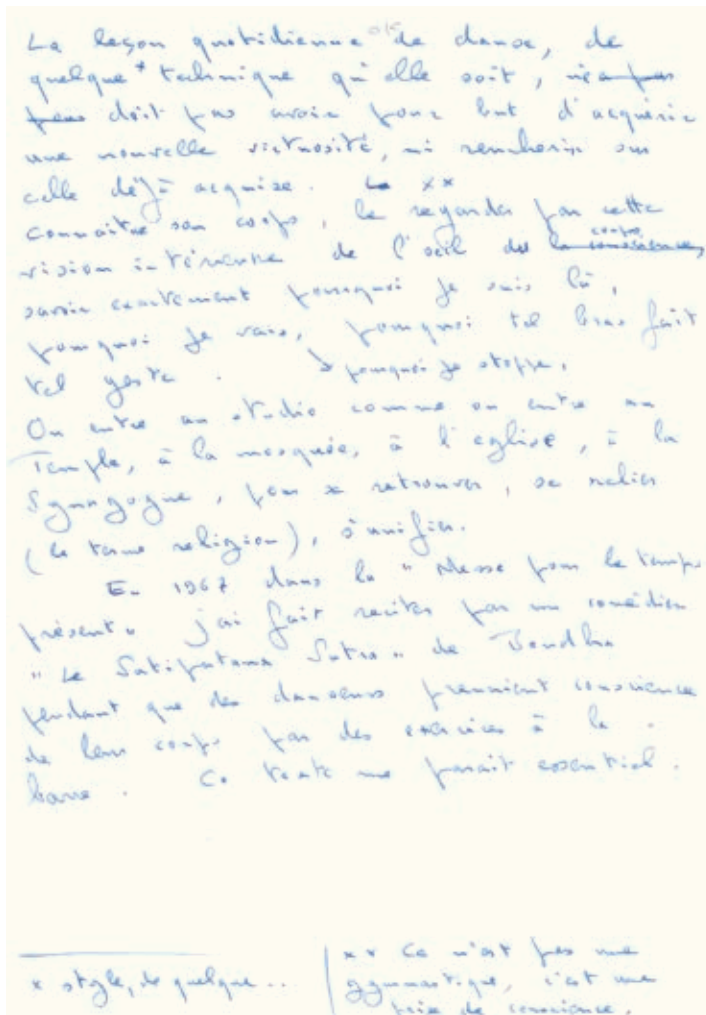 La leçon quotidienne de danse, de
quelque * technique qu'elle soit, n'a pas
pas doit pas avoir pour but d'acquérir
une nouvelle virtuosité, ni renchérir sur
celle déjà acquise. Le xx
connaître son corps, le regarder par cette
vision intérieure de l'oeil du la conscience, corps
savoir exactement pourquoi je suis là,
pourquoi je vais, pourquoi tel bras fait
tel geste. pourquoi je stoppe,
On entre au studio comme on entre au
Temple, à la mosquée, à l'église, à la
Synagogue, pour se retrouver, se relier
(le terme religion), s'unifier.
En 1967 dans la "Messe pour le temps
présent" j'ai fait réciter par un comédien
"Le Satipatana Sutra" de Bouddha
pendant que des danseurs prenaient conscience
de leur corps par des exercices à la
barre. Ce texte me paraît essentiel.
x style, de quelque...
xx Ce n'est pas une
gymnastique, c'est une
prise de conscience.